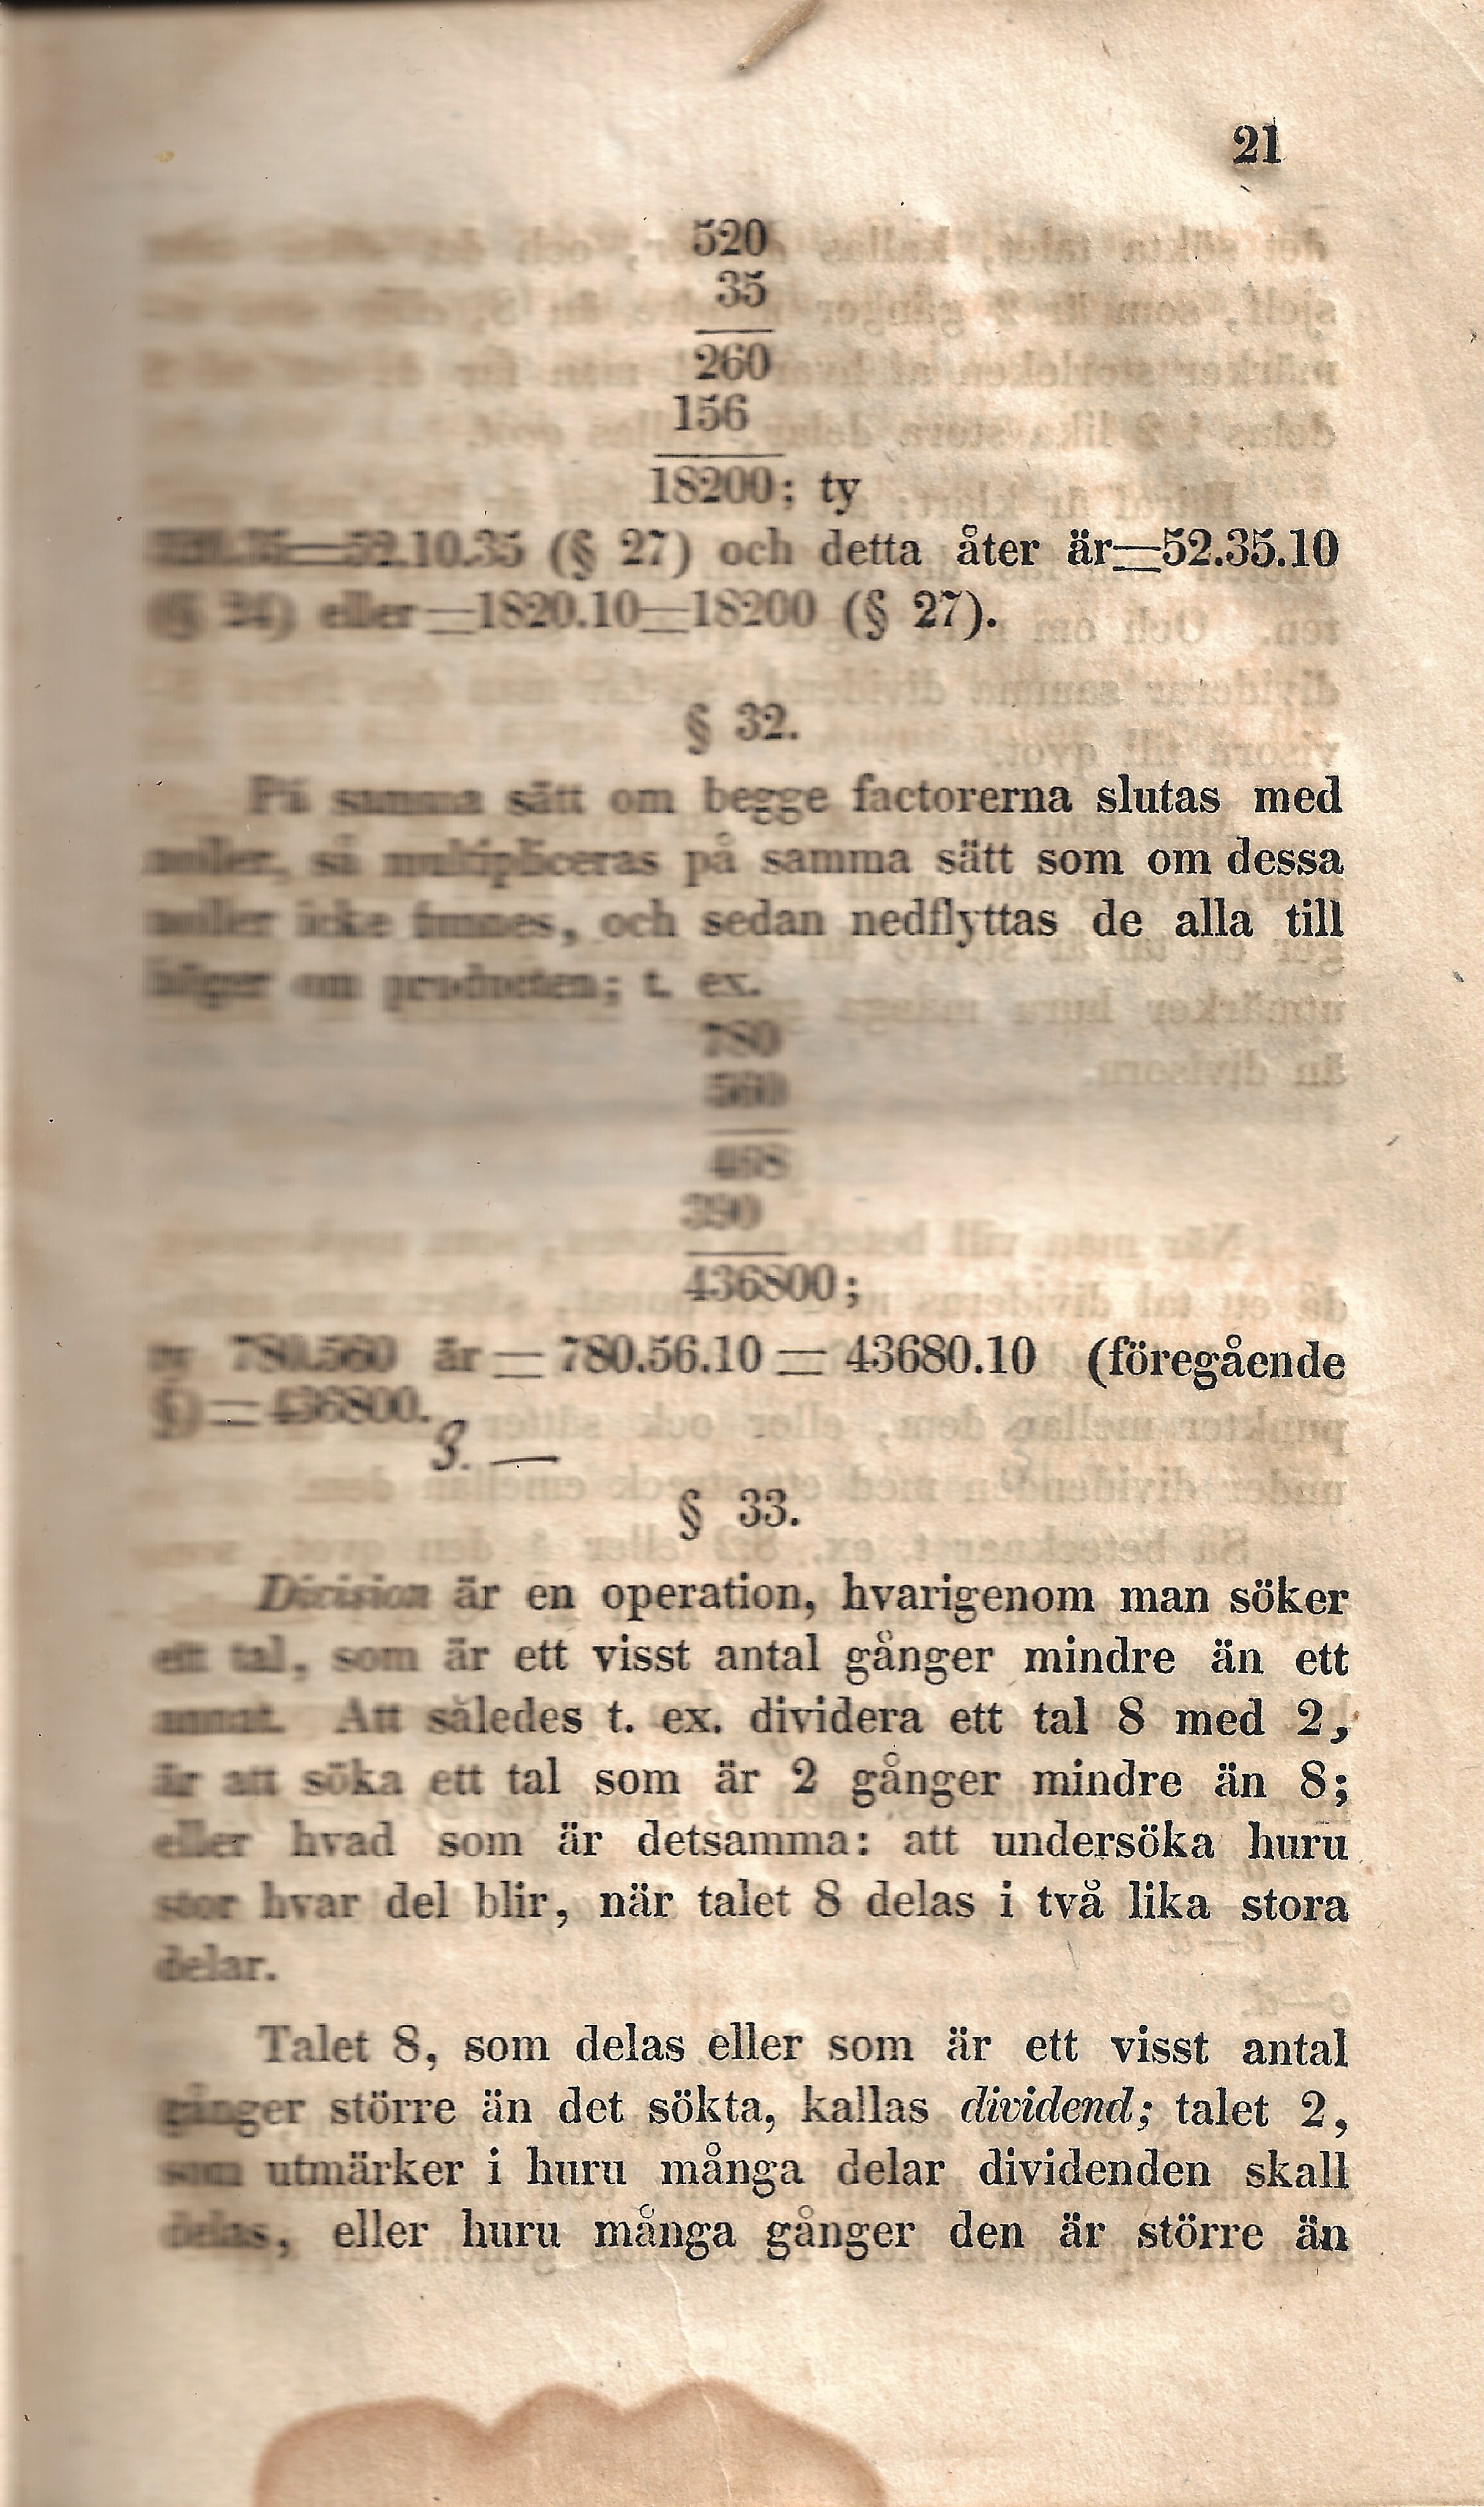 21
520
35
260
156
18200; ty
520.35=52.10.35 (§ 27) och detta åter är=52.35.10
(§ 24) eller=1820.10=18200 (§ 27).
§ 32.
På samma sätt om begge factorerna slutas med
noller, så multipliceras på samma sätt som om dessa
noller icke funnes, och sedan nedflyttas de alla till
höger om producten; t. ex.
780
560
468
390
436800;
ty 780.560 är = 780.56.10 = 43680.10 (föregående
§)=436800.
8. —
§ 33.
Division är en operation, hvarigenom man söker
ett tal, som är ett visst antal gånger mindre än ett
annat. Att således t. ex. dividera ett tal 8 med 2,
är att söka ett tal som är 2 gånger mindre än 8;
eller hvad som är detsamma: att undersöka huru
stor hvar del blir, när talet 8 delas i två lika stora
delar.
Talet 8, som delas eller som är ett visst antal
gånger större än det sökta, kallas dividend; talet 2,
som utmärker i huru många delar dividenden skall
delas, eller huru många gånger den är större än